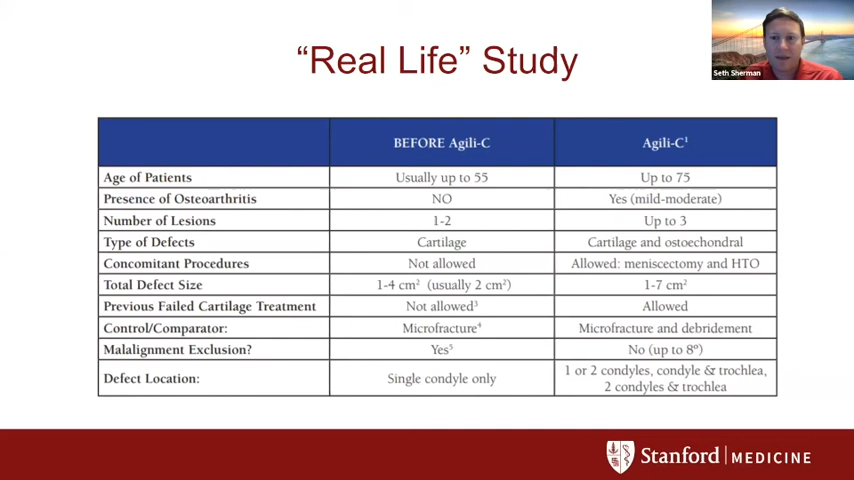 Seth Sherman
“Real Life” Study
BEFORE Agili-C Agili-C¹
Age of Patients Usually up to 55 Up to 75
Presence of Osteoarthritis NO Yes (mild-moderate)
Number of Lesions 1-2 Up to 3
Type of Defects Cartilage Cartilage and ostoechondral
Concomitant Procedures Not allowed Allowed: meniscectomy and HTO
Total Defect Size 1-4 cm² (usually 2 cm²) 1-7 cm²
Previous Failed Cartilage Treatment Not allowed³ Allowed
Control/Comparator: Microfracture⁴ Microfracture and debridement
Malalignment Exclusion? Yes⁵ No (up to 8º)
Defect Location: Single condyle only 1 or 2 condyles, condyle & trochlea,
2 condyles & trochlea
Stanford MEDICINE